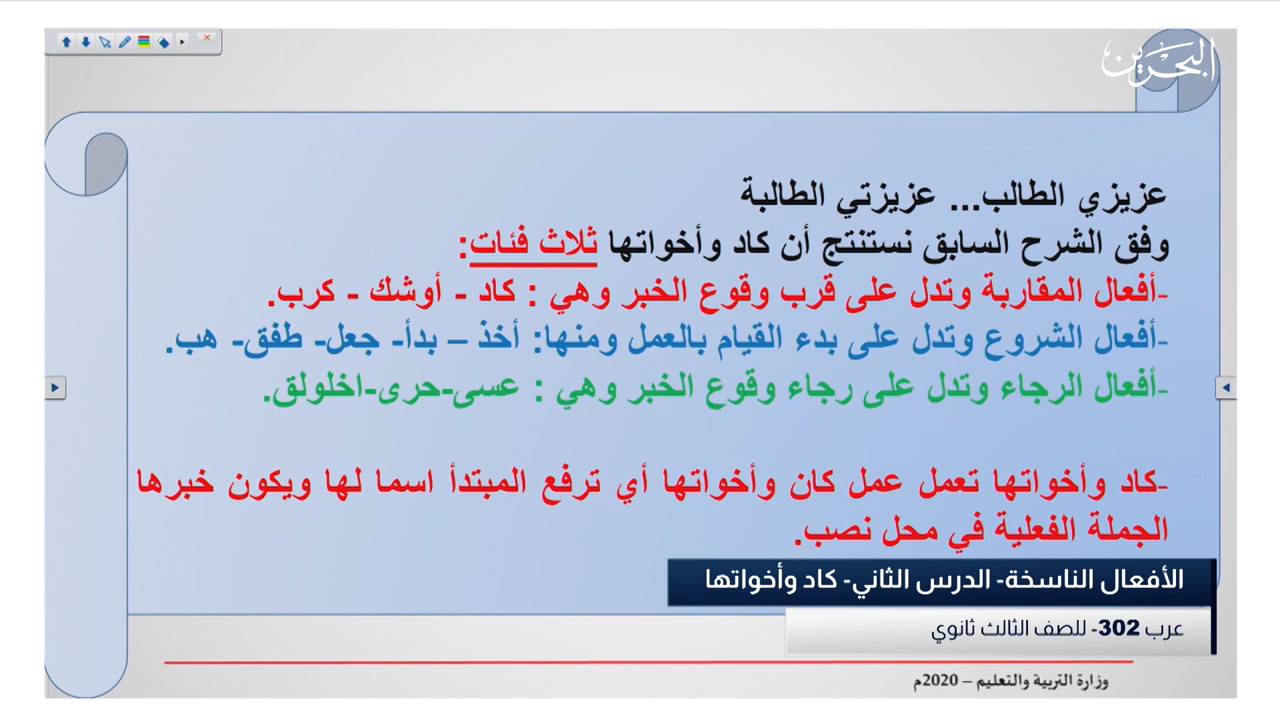 البحرين
عزيزي الطالب... عزيزتي الطالبة
وفق الشرح السابق نستنتج أن كاد وأخواتها ثلاث فئات:
-أفعال المقاربة وتدل على قرب وقوع الخبر وهي : كاد - أوشك - كرب.
-أفعال الشروع وتدل على بدء القيام بالعمل ومنها: أخذ – بدأ- جعل- طفق- هب.
-أفعال الرجاء وتدل على رجاء وقوع الخبر وهي : عسى-حرى-اخلولق.
-كاد وأخواتها تعمل عمل كان وأخواتها أي ترفع المبتدأ اسما لها ويكون خبرها
الجملة الفعلية في محل نصب.
الأفعال الناسخة- الدرس الثاني- كاد وأخواتها
عرب 302- للصف الثالث ثانوي
وزارة التربية والتعليم – 2020م